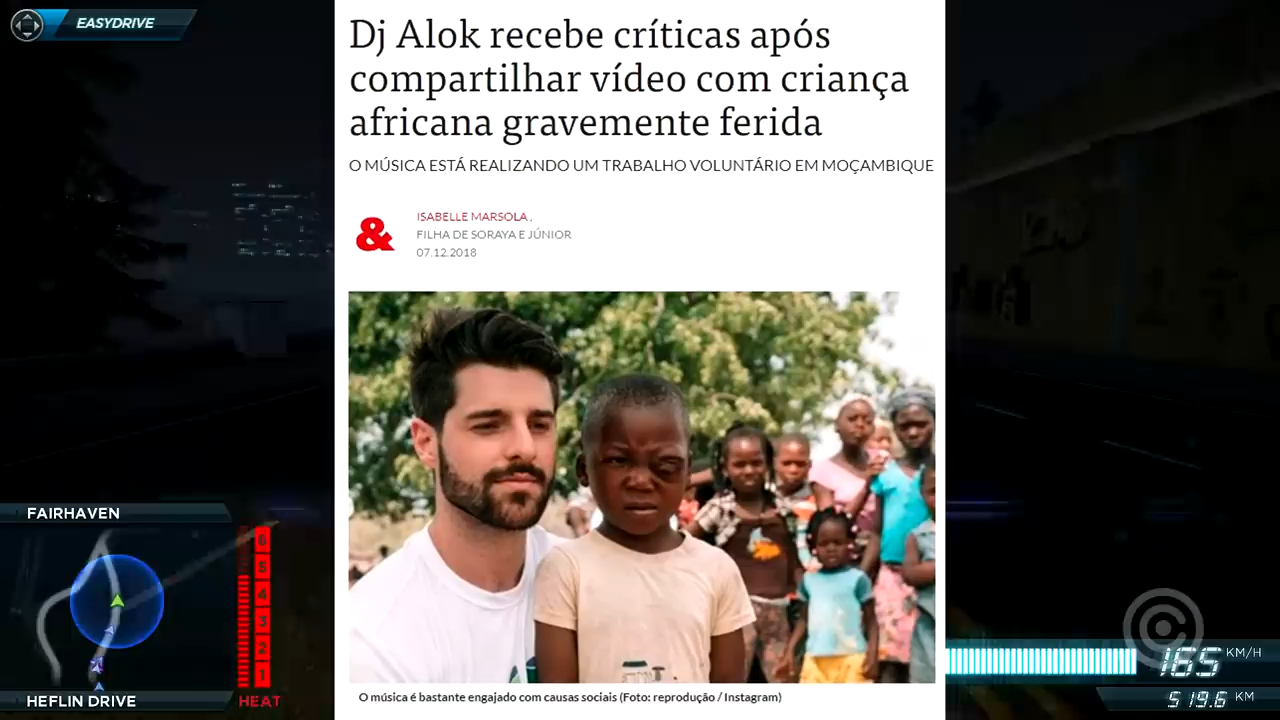 EASYDRIVE
Dj Alok recebe críticas após
compartilhar vídeo com criança
africana gravemente ferida
O MÚSICA ESTÁ REALIZANDO UM TRABALHO VOLUNTÁRIO EM MOÇAMBIQUE
&
ISABELLE MARSOLA ,
FILHA DE SORAYA E JÚNIOR
07.12.2018
O música é bastante engajado com causas sociais (Foto: reprodução / Instagram)
FAIRHAVEN
6
5
4
3
2
1
HEAT
HEFLIN DRIVE
165 KM/H
519.6 KM